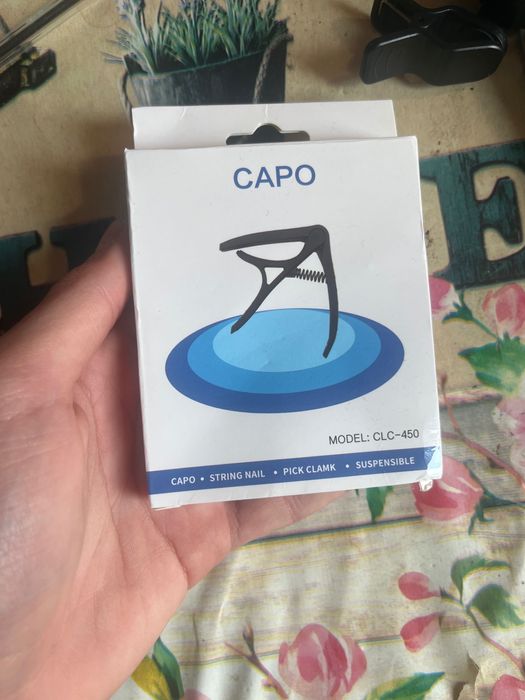 CAPO
MODEL: CLC-450
CAPO • STRING NAIL • PICK CLAMK • SUSPENSIBLE